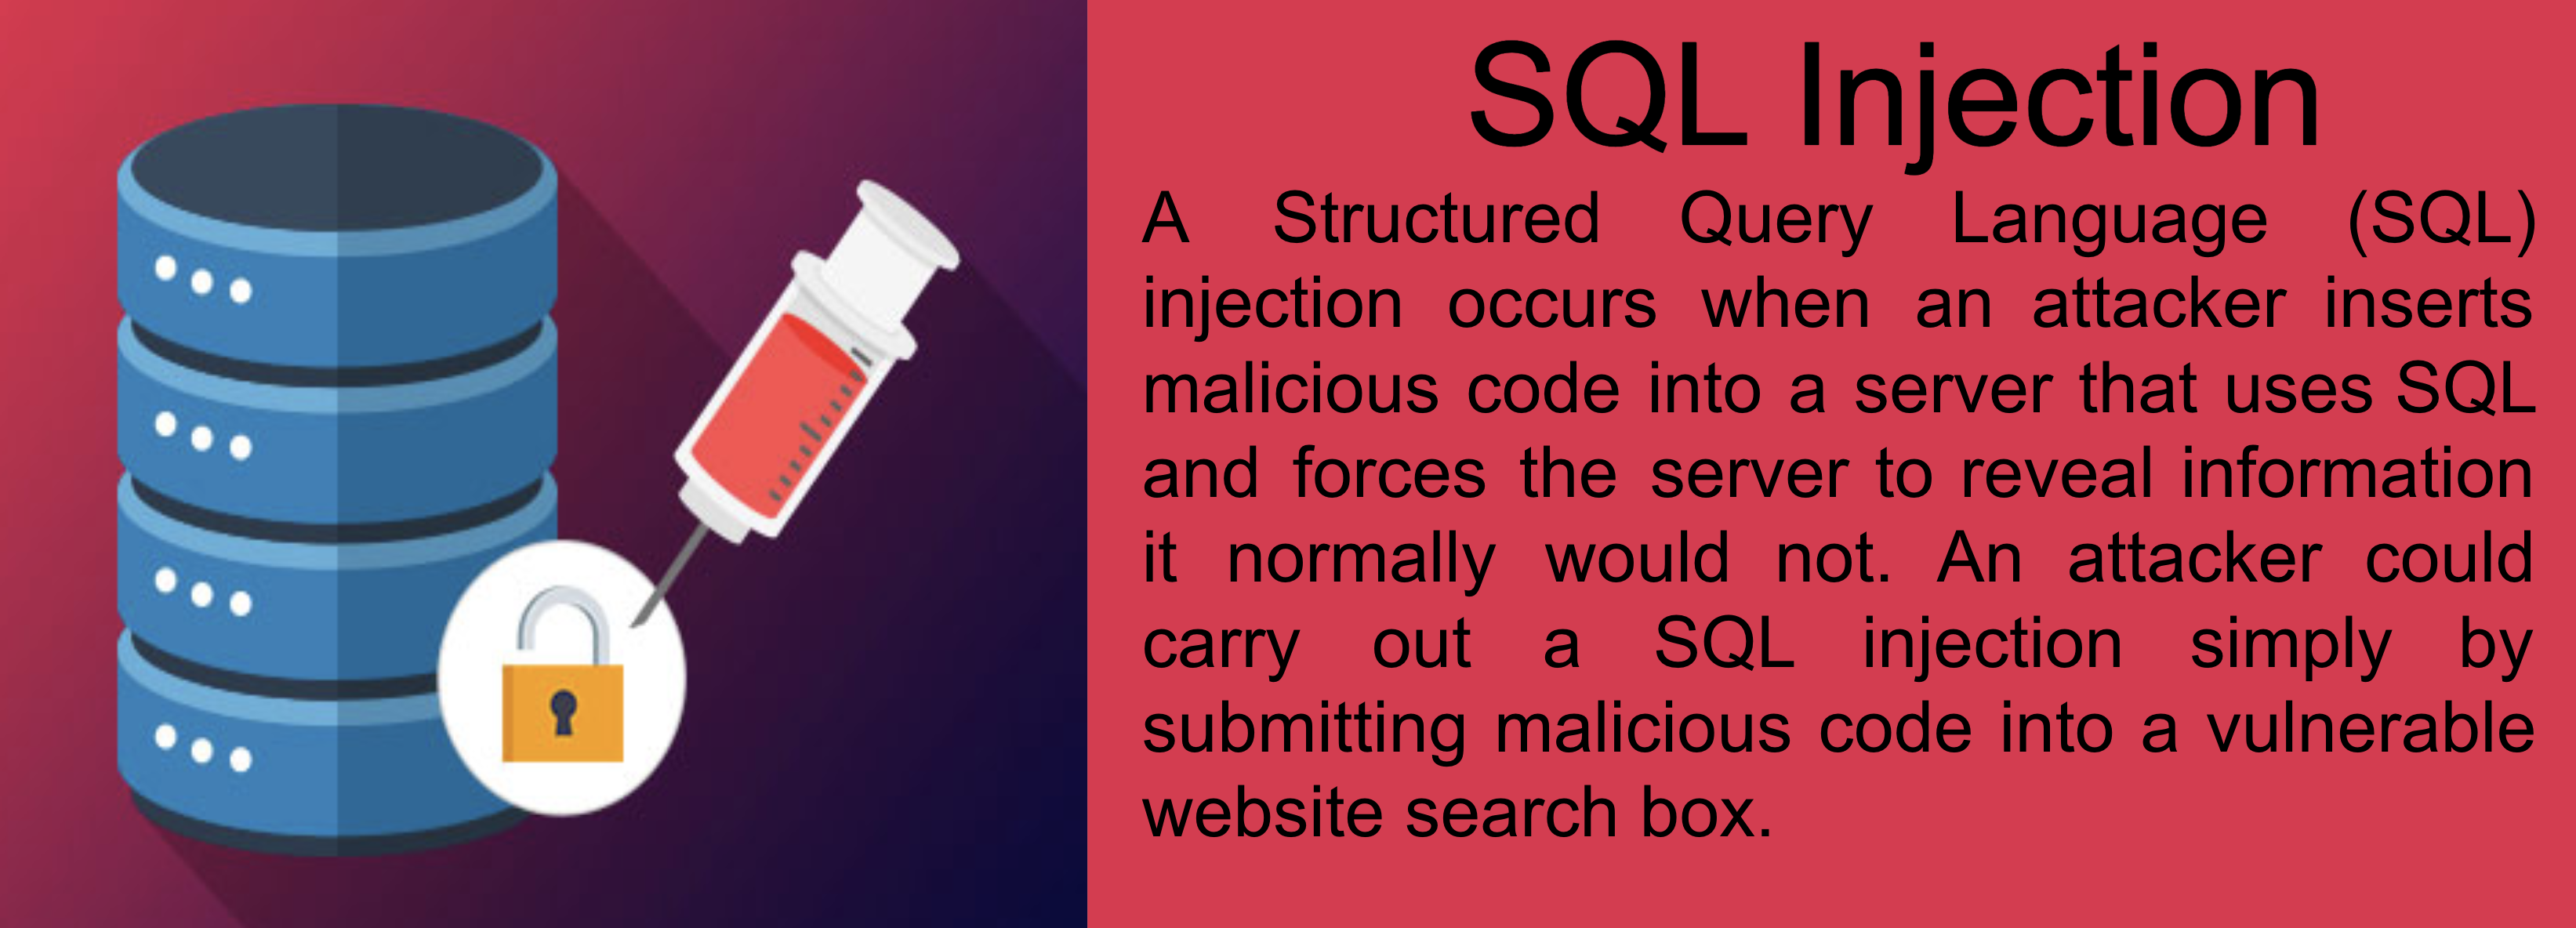 SQL Injection
A Structured Query Language (SQL)
injection occurs when an attacker inserts
malicious code into a server that uses SQL
and forces the server to reveal information
it normally would not. An attacker could
carry out a SQL injection simply by
submitting malicious code into a vulnerable
website search box.